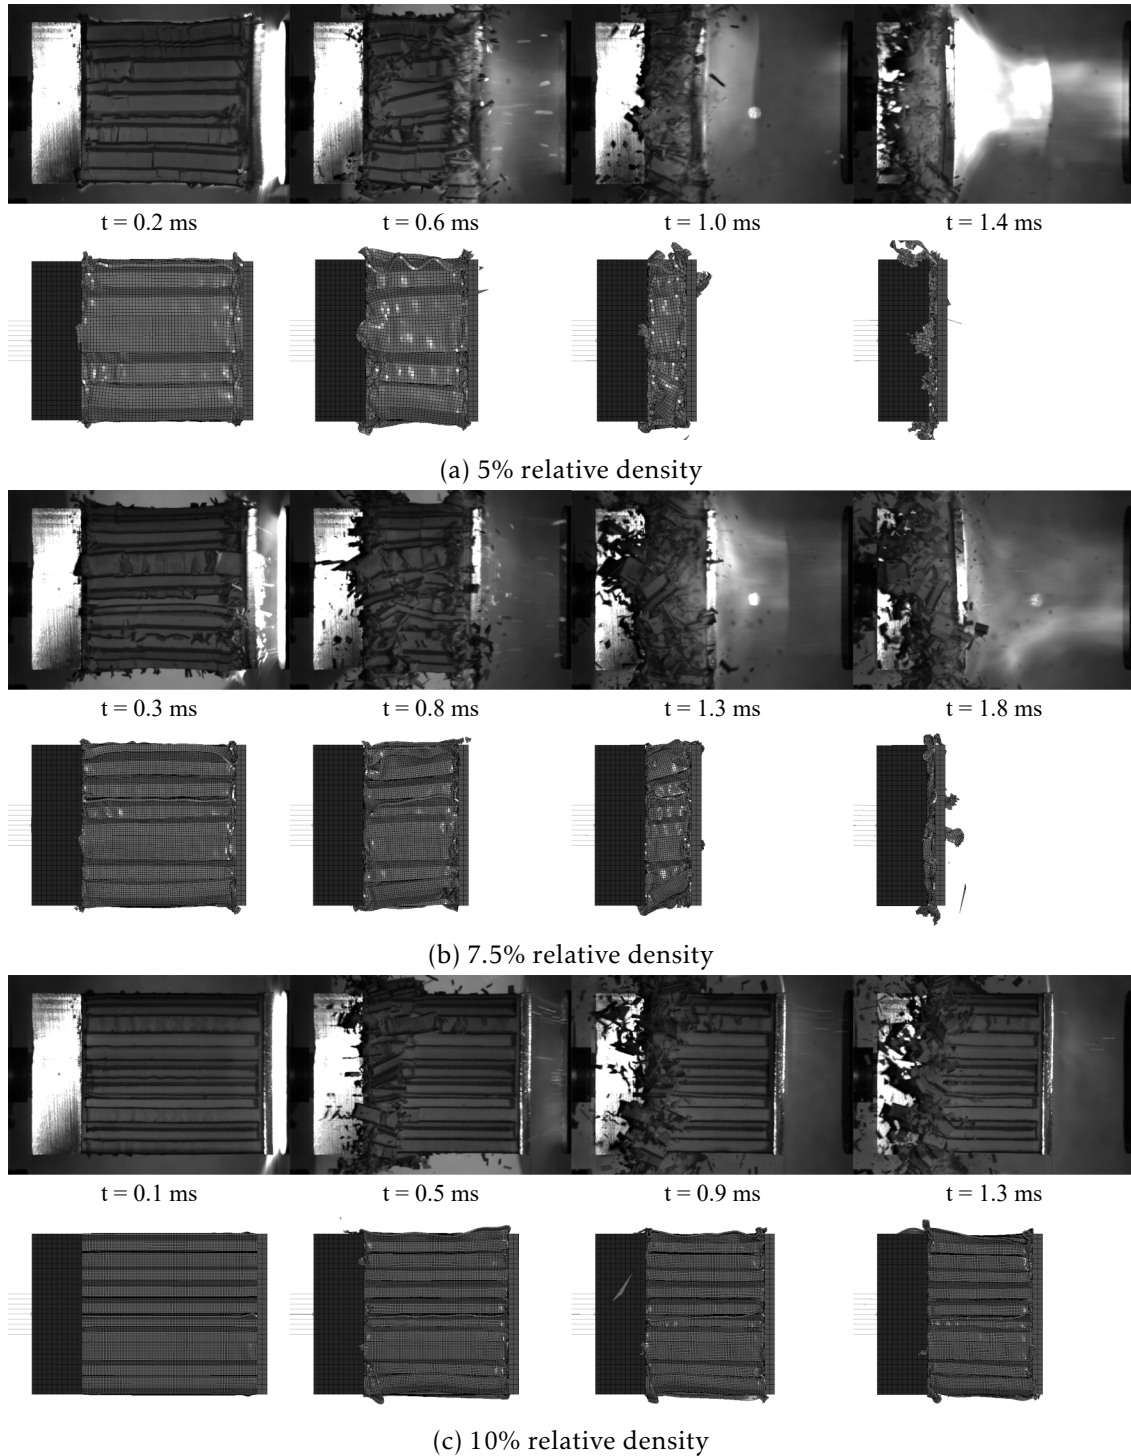 t = 0.2 ms t = 0.6 ms t = 1.0 ms t = 1.4 ms
(a) 5% relative density
t = 0.3 ms t = 0.8 ms t = 1.3 ms t = 1.8 ms
(b) 7.5% relative density
t = 0.1 ms t = 0.5 ms t = 0.9 ms t = 1.3 ms
(c) 10% relative density